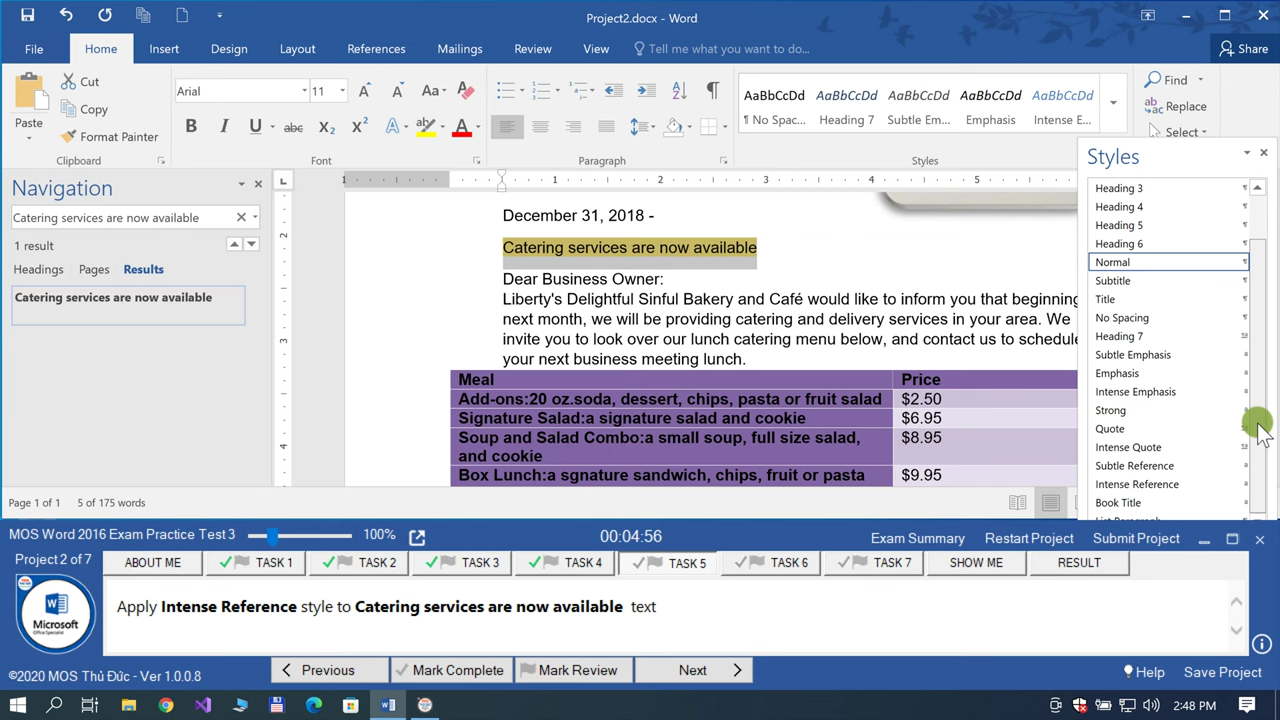 Project2.docx - Word
File Home Insert Design Layout References Mailings Review View Tell me what you want to do... Share
Paste
Cut
Copy
Format Painter
Clipboard
Arial 11
Font
Paragraph
AaBbCcDd AaBbCcDd AaBbCcDd AaBbCcDd AaBbCcDd
¶ No Spac... Heading 7 Subtle Em... Emphasis Intense E...
Styles
Find
Replace
Select
Navigation
Catering services are now available
1 result
Headings Pages Results
Catering services are now available
1 1 2 3 4 5
2
3
4
December 31, 2018 -
Catering services are now available
Dear Business Owner:
Liberty's Delightful Sinful Bakery and Café would like to inform you that beginning
next month, we will be providing catering and delivery services in your area. We
invite you to look over our lunch catering menu below, and contact us to schedule
your next business meeting lunch.
Meal Price
Add-ons:20 oz.soda, dessert, chips, pasta or fruit salad $2.50
Signature Salad:a signature salad and cookie $6.95
Soup and Salad Combo:a small soup, full size salad, $8.95
and cookie
Box Lunch:a sgnature sandwich, chips, fruit or pasta $9.95
Styles
Heading 3
Heading 4
Heading 5
Heading 6
Normal
Subtitle
Title
No Spacing
Heading 7
Subtle Emphasis
Emphasis
Intense Emphasis
Strong
Quote
Intense Quote
Subtle Reference
Intense Reference
Book Title
Page 1 of 1 5 of 175 words
MOS Word 2016 Exam Practice Test 3 100% 00:04:56 Exam Summary Restart Project Submit Project
Project 2 of 7
ABOUT ME TASK 1 TASK 2 TASK 3 TASK 4 TASK 5 TASK 6 TASK 7 SHOW ME RESULT
Apply Intense Reference style to Catering services are now available text
Microsoft
Office Specialist
Previous Mark Complete Mark Review Next
©2020 MOS Thủ Đức - Ver 1.0.0.8 Help Save Project
2:48 PM